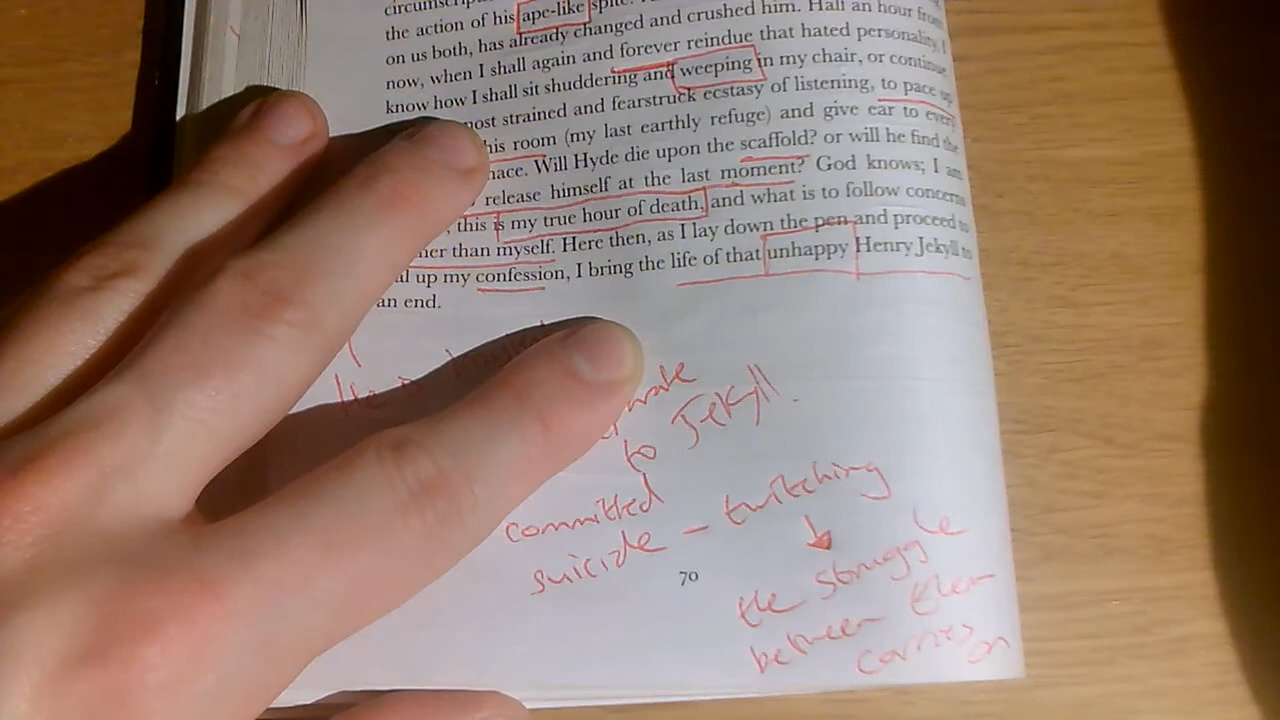 the action of his ape-like
on us both, has already changed and crushed him. Half an hour from
now, when I shall again and forever reindue that hated personality, I
know how I shall sit shuddering and weeping in my chair, or continue,
most strained and fearstruck ecstasy of listening, to pace up
his room (my last earthly refuge) and give ear to every
nace. Will Hyde die upon the scaffold? or will he find the
release himself at the last moment? God knows; I am
, this is my true hour of death, and what is to follow concerns
her than myself. Here then, as I lay down the pen and proceed to
al up my confession, I bring the life of that unhappy Henry Jekyll to
an end.
to Jekyll.
committed
suicide - twitching
the struggle
between them
carries on
70